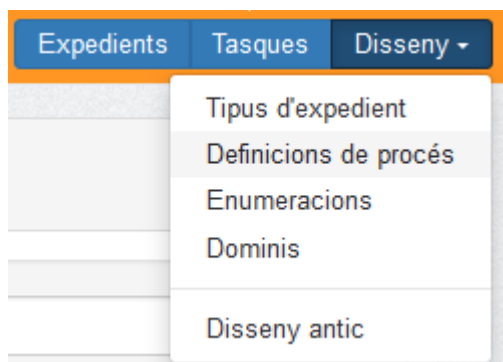 Expedients Tasques Disseny
Tipus d'expedient
Definicions de procés
Enumeracions
Dominis
Disseny antic